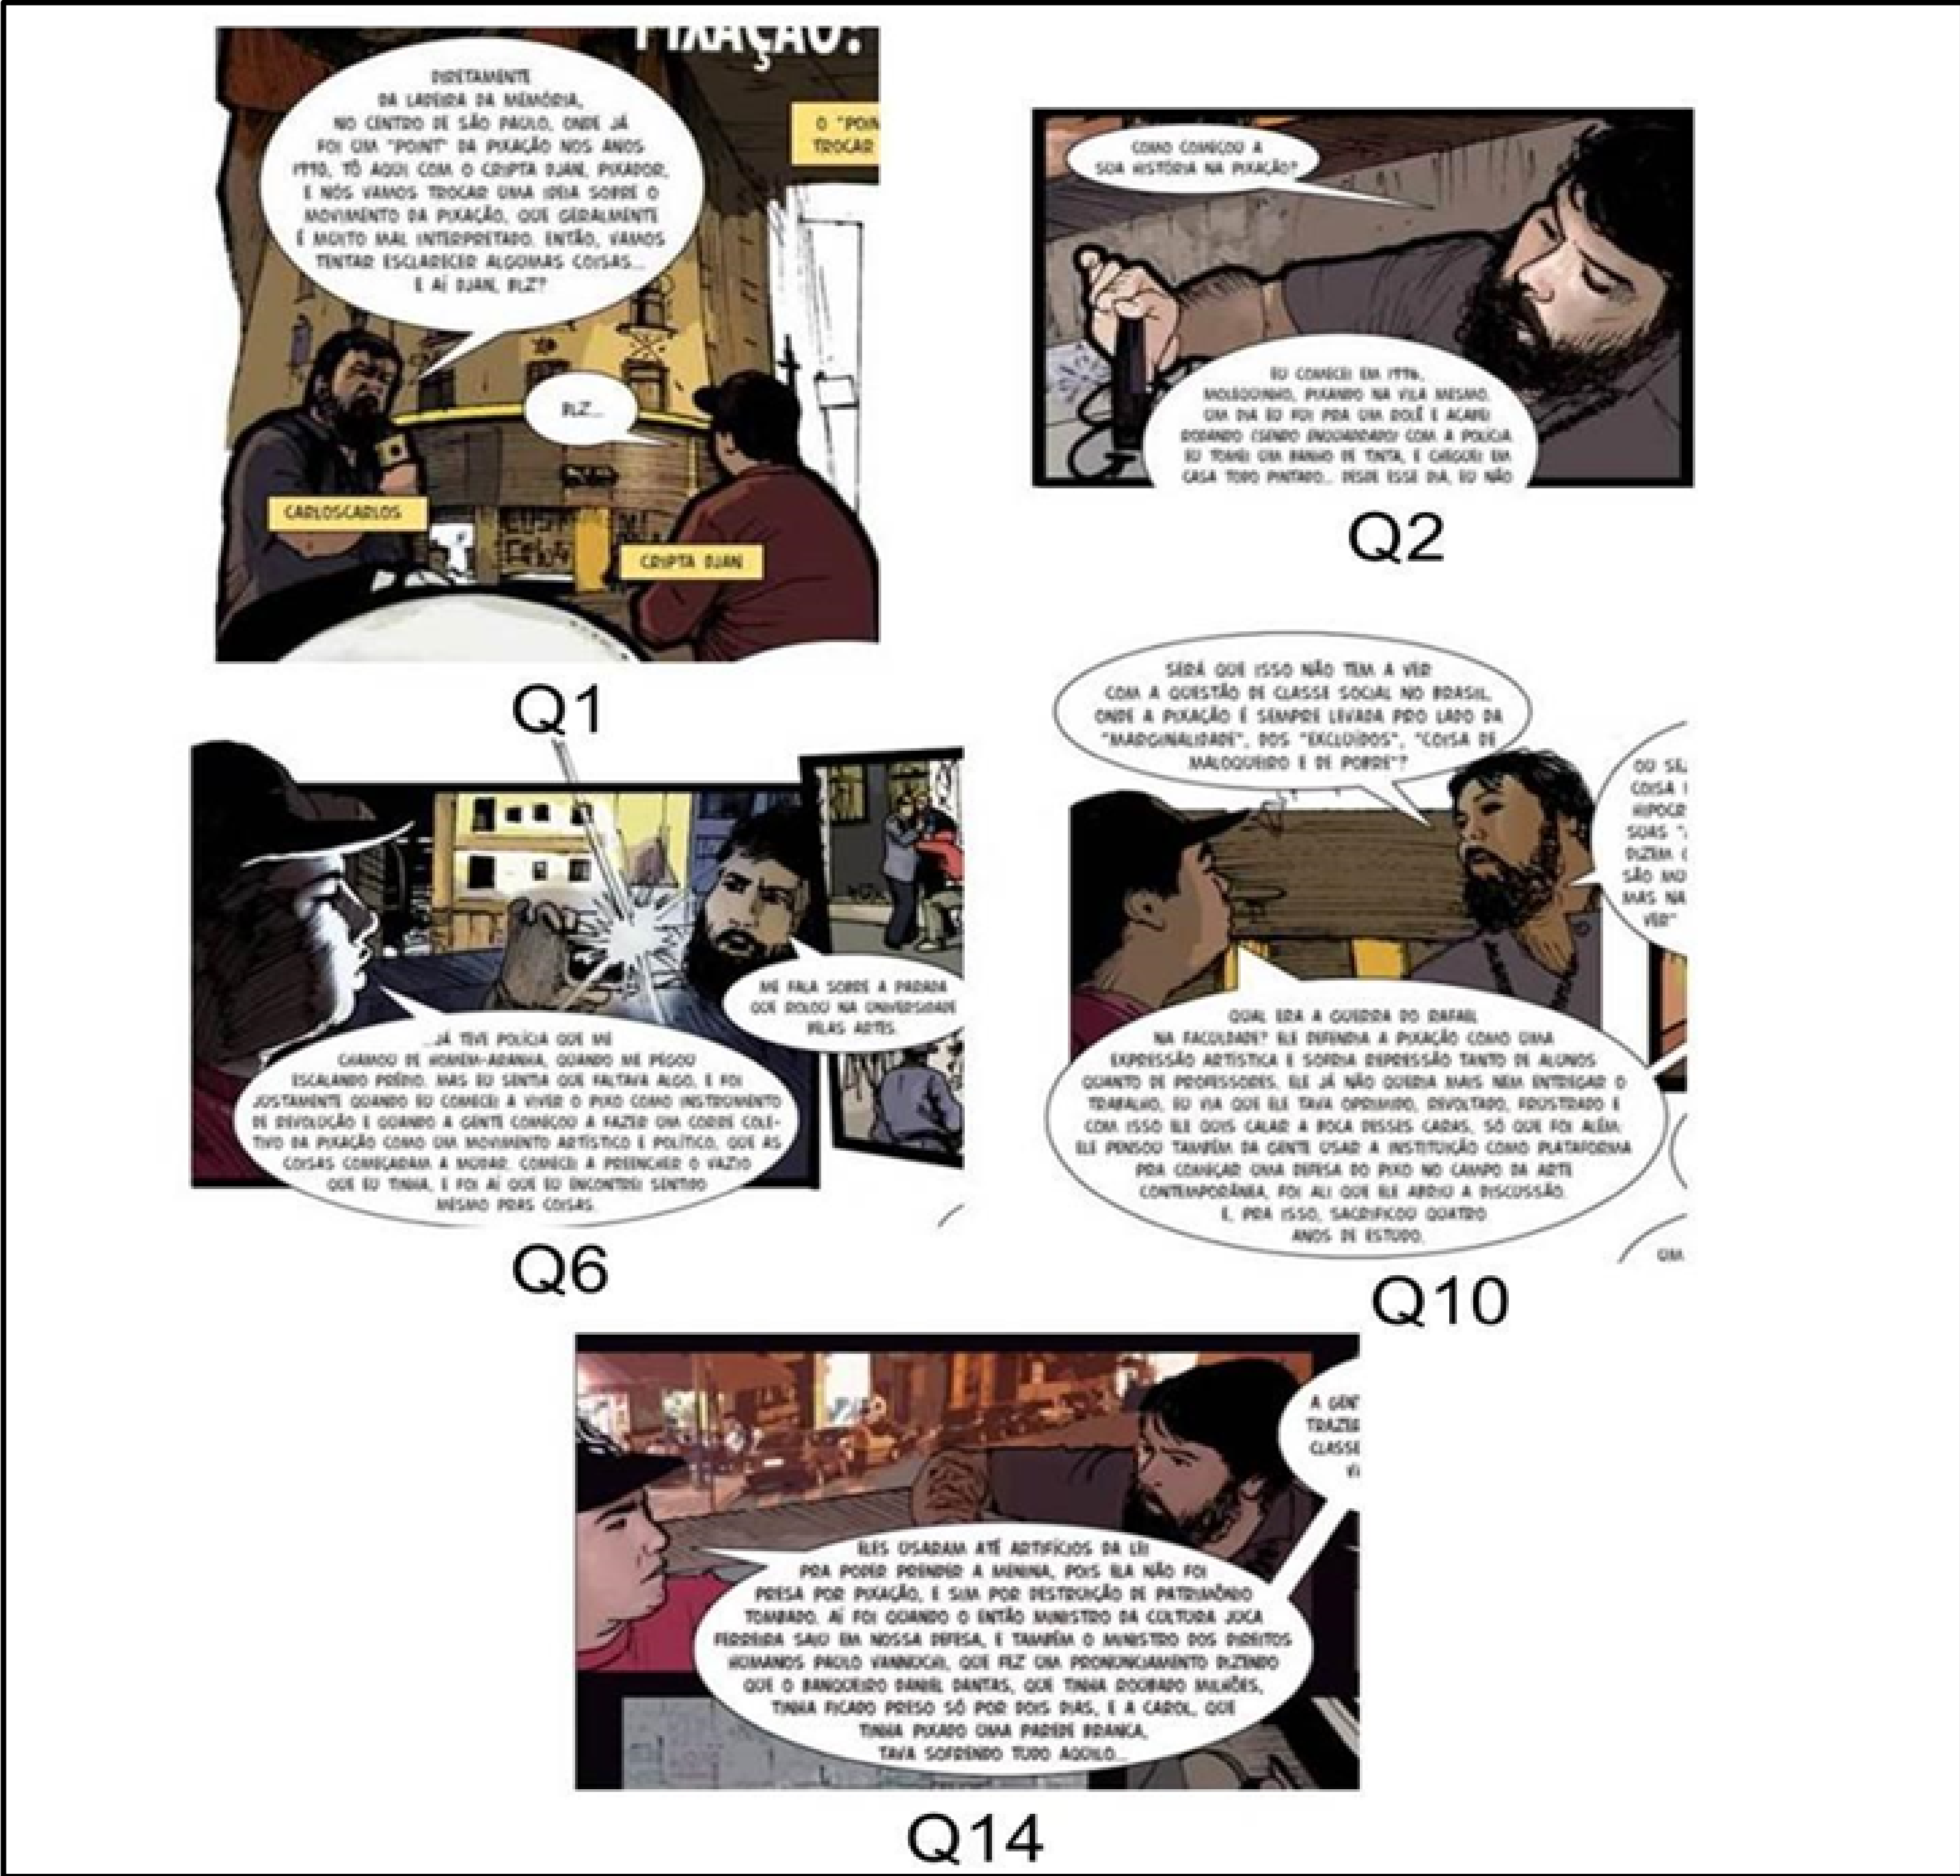 PIXAÇÃO:
DIRETAMENTE
DA LADEIRA DA MEMÓRIA,
NO CENTRO DE SÃO PAULO, ONDE JÁ
FOI UM "POINT" DA PIXAÇÃO NOS ANOS
1990, TÔ AQUI COM O CRIPTA DJAN, PIXADOR,
E NÓS VAMOS TROCAR UMA IDEIA SOBRE O
MOVIMENTO DA PIXAÇÃO, QUE GERALMENTE
É MUITO MAL INTERPRETADO. ENTÃO, VAMOS
TENTAR ESCLARECER ALGUMAS COISAS...
E AÍ DJAN, BLZ?
O "POIN
TROCAR
BLZ...
CARLOSCARLOS
CRIPTA DJAN
Q1
COMO COMEÇOU A
SUA HISTÓRIA NA PIXAÇÃO?
EU COMECEI EM 1996,
MOLEQUINHO, PIXANDO NA VILA MESMO.
UM DIA EU FUI PRA UM ROLÊ E ACABEI
RODANDO (SENDO ENQUADRADO) COM A POLÍCIA.
EU TOMEI UM BANHO DE TINTA, E CHEGUEI EM
CASA TODO PINTADO... DESDE ESSE DIA, EU NÃO
Q2
ME FALA SOBRE A PARADA
QUE ROLOU NA UNIVERSIDADE
BELAS ARTES.
...JÁ TEVE POLÍCIA QUE ME
CHAMOU DE HOMEM-ARANHA, QUANDO ME PEGOU
ESCALANDO PRÉDIO. MAS EU SENTIA QUE FALTAVA ALGO, E FOI
JUSTAMENTE QUANDO EU COMECEI A VIVER O PIXO COMO INSTRUMENTO
DE REVOLUÇÃO E QUANDO A GENTE COMEÇOU A FAZER UM CORRE COLE-
TIVO DA PIXAÇÃO COMO UM MOVIMENTO ARTÍSTICO E POLÍTICO, QUE AS
COISAS COMEÇARAM A MUDAR. COMECEI A PREENCHER O VAZIO
QUE EU TINHA, E FOI AÍ QUE EU ENCONTREI SENTIDO
MESMO PRAS COISAS.
Q6
SERÁ QUE ISSO NÃO TEM A VER
COM A QUESTÃO DE CLASSE SOCIAL NO BRASIL,
ONDE A PIXAÇÃO É SEMPRE LEVADA PRO LADO DA
"MARGINALIDADE", DOS "EXCLUÍDOS", "COISA DE
MALOQUEIRO E DE POBRE"?
OU SE
COISA
HIPOCR
SUAS "
DIZEM
SÃO MU
MAS NA
VER"
QUAL ERA A GUERRA DO RAFAEL
NA FACULDADE? ELE DEFENDIA A PIXAÇÃO COMO UMA
EXPRESSÃO ARTÍSTICA E SOFRIA REPRESSÃO TANTO DE ALUNOS
QUANTO DE PROFESSORES. ELE JÁ NÃO QUERIA MAIS NEM ENTREGAR O
TRABALHO, EU VIA QUE ELE TAVA OPRIMIDO, REVOLTADO, FRUSTRADO E
COM ISSO ELE QUIS CALAR A BOCA DESSES CARAS, SÓ QUE FOI ALÉM:
ELE PENSOU TAMBÉM DA GENTE USAR A INSTITUIÇÃO COMO PLATAFORMA
PRA COMEÇAR UMA DEFESA DO PIXO NO CAMPO DA ARTE
CONTEMPORÂNEA, FOI ALI QUE ELE ABRIU A DISCUSSÃO.
E, PRA ISSO, SACRIFICOU QUATRO
ANOS DE ESTUDO.
UM
Q10
A GEN
TRAZER
CLASSE
ELES USARAM ATÉ ARTIFÍCIOS DA LEI
PRA PODER PRENDER A MENINA, POIS ELA NÃO FOI
PRESA POR PIXAÇÃO, E SIM POR DESTRUIÇÃO DE PATRIMÔNIO
TOMBADO. AÍ FOI QUANDO O ENTÃO MINISTRO DA CULTURA JUCA
FERREIRA SAIU EM NOSSA DEFESA, E TAMBÉM O MINISTRO DOS DIREITOS
HUMANOS PAULO VANNUCHI, QUE FEZ UM PRONUNCIAMENTO DIZENDO
QUE O BANQUEIRO DANIEL DANTAS, QUE TINHA ROUBADO MILHÕES,
TINHA FICADO PRESO SÓ POR DOIS DIAS, E A CAROL, QUE
TINHA PIXADO UMA PAREDE BRANCA,
TAVA SOFRENDO TUDO AQUILO...
Q14